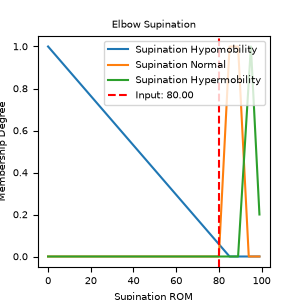 Elbow Supination
Supination Hypomobility
Supination Normal
Supination Hypermobility
Input: 80.00
Membership Degree
1.0
0.8
0.6
0.4
0.2
0.0
0 20 40 60 80 100
Supination ROM